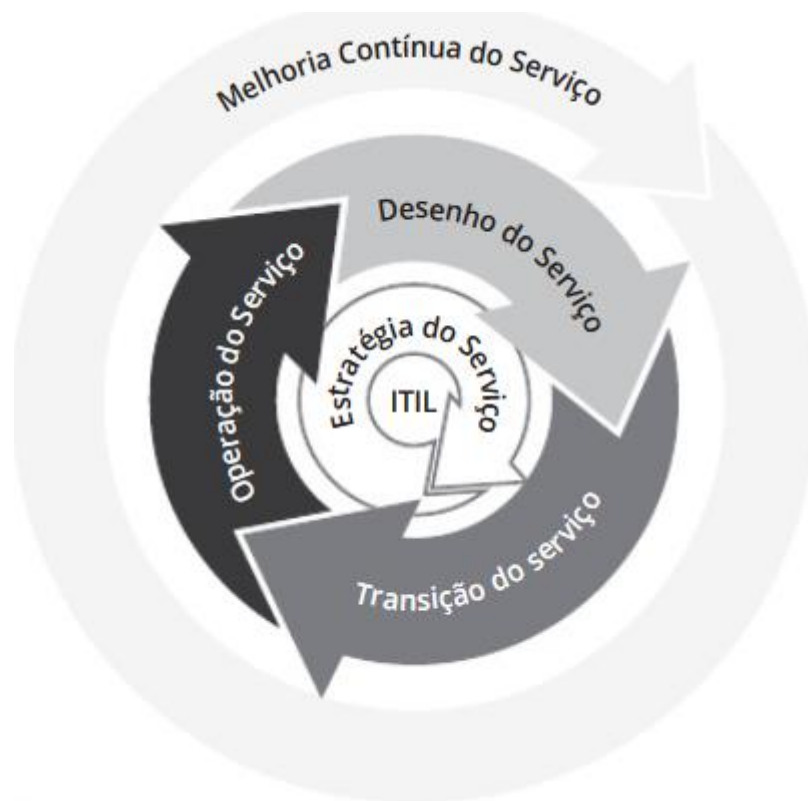 Melhoria Contínua do Serviço
Desenho do Serviço
Operação do Serviço
Estratégia do Serviço
ITIL
Transição do serviço